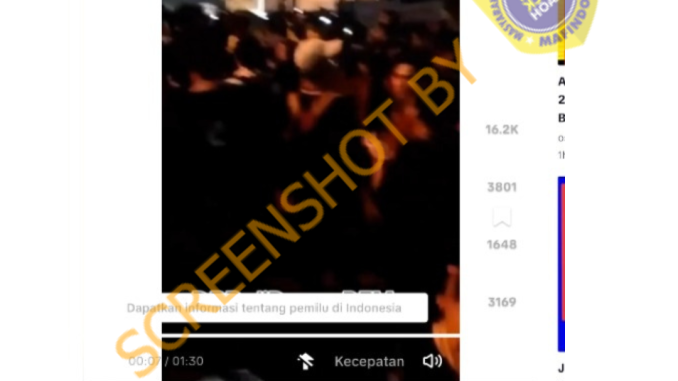 HOAX
MASYARAKAT
MAFINDO
SCREENSHOT BY
A
2
B
16.2K
3801
1648
3169
Dapatkan informasi tentang pemilu di Indonesia
00:07 / 01:30
Kecepatan
J